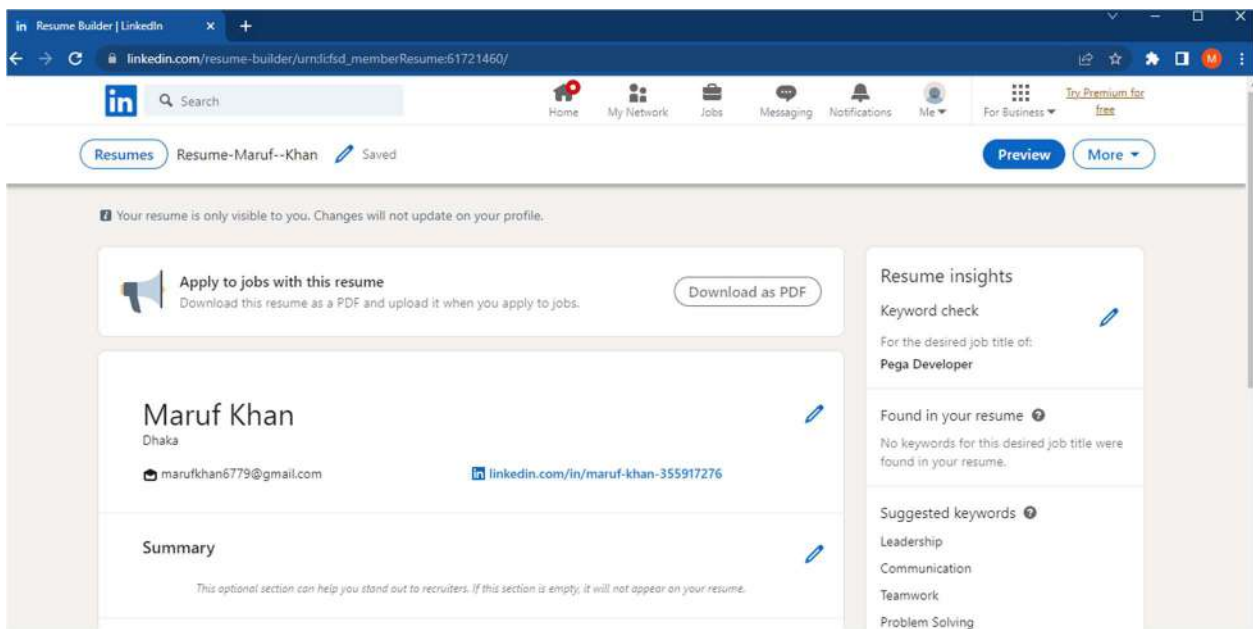 in Resume Builder | LinkedIn
linkedin.com/resume-builder/urn:li:fsd_memberResume:61721460/
M
in Search
Home My Network Jobs Messaging Notifications Me For Business Try Premium for
free
Resumes Resume-Maruf--Khan Saved Preview More
Your resume is only visible to you. Changes will not update on your profile.
Apply to jobs with this resume
Download this resume as a PDF and upload it when you apply to jobs.
Download as PDF
Maruf Khan
Dhaka
marufkhan6779@gmail.com in linkedin.com/in/maruf-khan-355917276
Summary
This optional section can help you stand out to recruiters. If this section is empty, it will not appear on your resume.
Resume insights
Keyword check
For the desired job title of:
Pega Developer
Found in your resume
No keywords for this desired job title were
found in your resume.
Suggested keywords
Leadership
Communication
Teamwork
Problem Solving